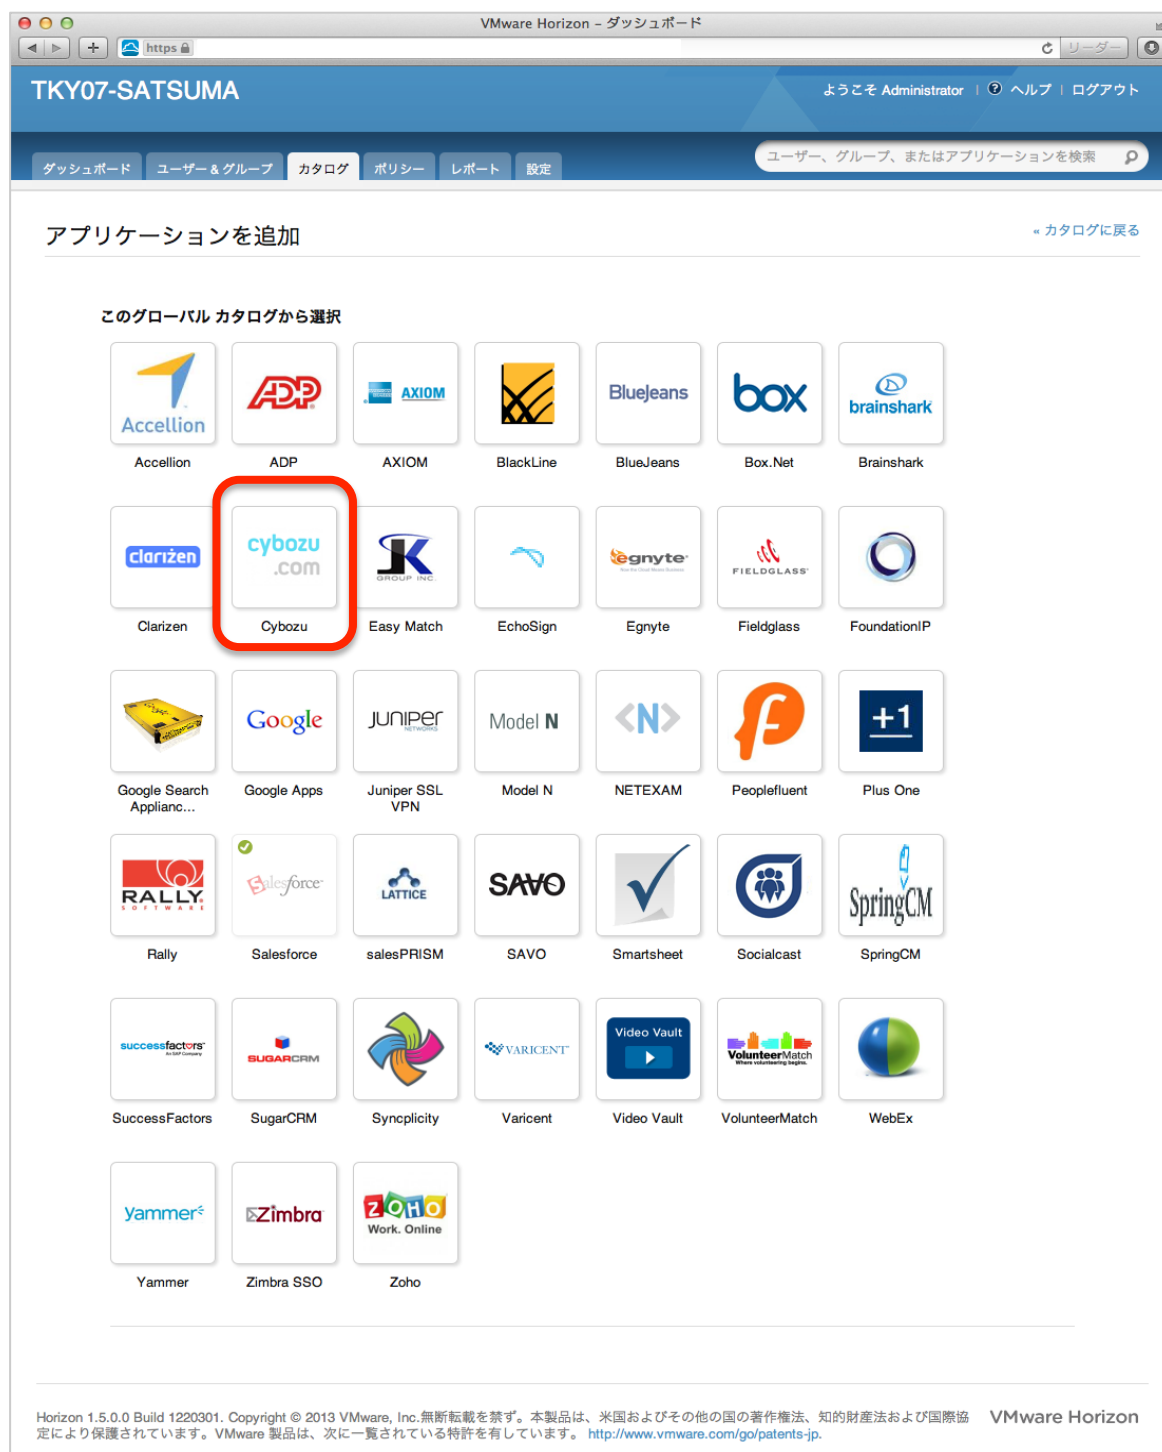 VMware Horizon – ダッシュボード
https
リーダー
TKY07-SATSUMA
ようこそ Administrator | ? ヘルプ | ログアウト
ダッシュボード ユーザー & グループ カタログ ポリシー レポート 設定
ユーザー、グループ、またはアプリケーションを検索
アプリケーションを追加
« カタログに戻る
このグローバル カタログから選択
Accellion ADP AXIOM BlueJeans box brainshark
Accellion ADP AXIOM BlackLine BlueJeans Box.Net Brainshark
clarizen cybozu .com K GROUP INC. egnyte FIELDGLASS
Clarizen Cybozu Easy Match EchoSign Egnyte Fieldglass FoundationIP
Google JUNIPEr NETWORKS Model N <N> +1
Google Search Applianc... Google Apps Juniper SSL VPN Model N NETEXAM Peoplefluent Plus One
RALLY SOFTWARE salesforce LATTICE SAVO SpringCM
Rally Salesforce salesPRISM SAVO Smartsheet Socialcast SpringCM
successfactors An SAP Company SUGARCRM VARICENT Video Vault VolunteerMatch Where volunteering begins.
SuccessFactors SugarCRM Syncplicity Varicent Video Vault VolunteerMatch WebEx
yammer Zimbra ZOHO Work. Online
Yammer Zimbra SSO Zoho
Horizon 1.5.0.0 Build 1220301. Copyright © 2013 VMware, Inc.無断転載を禁ず。本製品は、米国およびその他の国の著作権法、知的財産法および国際協
定により保護されています。VMware 製品は、次に一覧されている特許を有しています。 http://www.vmware.com/go/patents-jp.
VMware Horizon